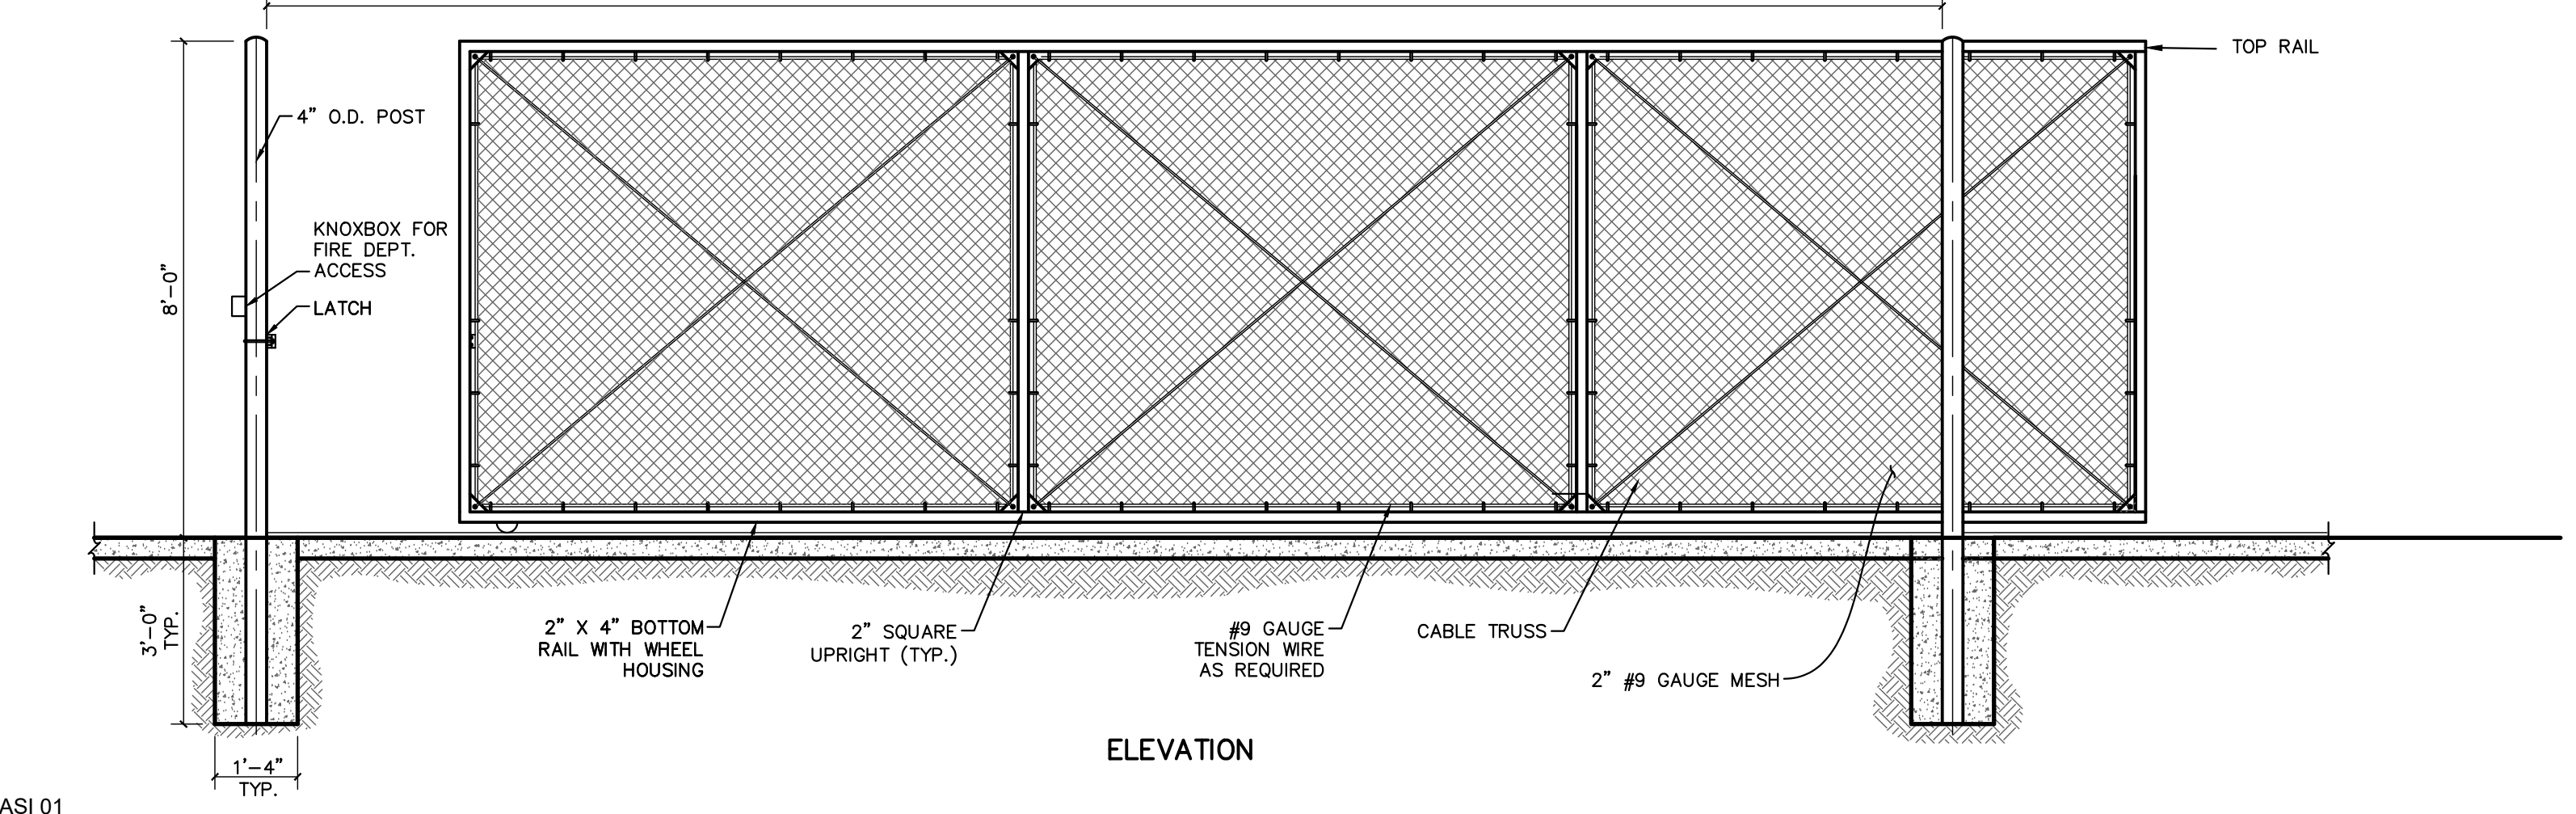 TOP RAIL
4” O.D. POST
KNOXBOX FOR
FIRE DEPT.
ACCESS
LATCH
8’-0”
3’-0”
TYP.
2” X 4” BOTTOM
RAIL WITH WHEEL
HOUSING
2” SQUARE
UPRIGHT (TYP.)
#9 GAUGE
TENSION WIRE
AS REQUIRED
CABLE TRUSS
2” #9 GAUGE MESH
ELEVATION
1’-4”
TYP.
ASI 01